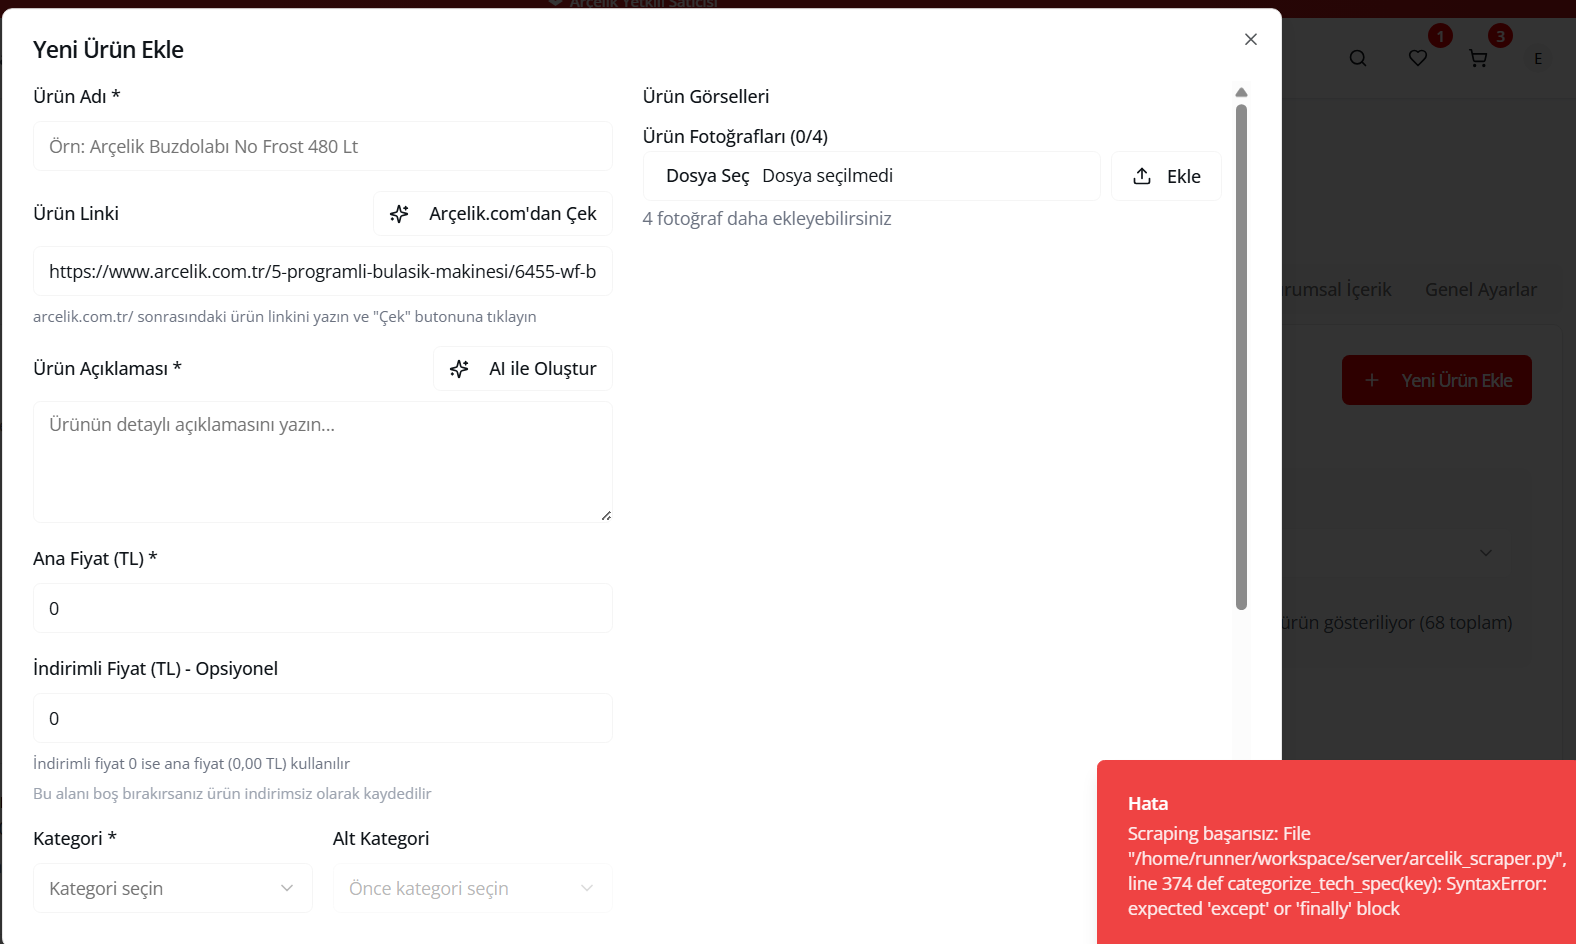 Arçelik Yetkili Satıcısı
Yeni Ürün Ekle
1
3
E
Ürün Adı *
Örn: Arçelik Buzdolabı No Frost 480 Lt
Ürün Linki
Arçelik.com'dan Çek
https://www.arcelik.com.tr/5-programli-bulasik-makinesi/6455-wf-b
arcelik.com.tr/ sonrasındaki ürün linkini yazın ve "Çek" butonuna tıklayın
Ürün Açıklaması *
AI ile Oluştur
Ürünün detaylı açıklamasını yazın...
Ana Fiyat (TL) *
0
İndirimli Fiyat (TL) - Opsiyonel
0
İndirimli fiyat 0 ise ana fiyat (0,00 TL) kullanılır
Bu alanı boş bırakırsanız ürün indirimsiz olarak kaydedilir
Kategori *
Alt Kategori
Kategori seçin
Önce kategori seçin
Ürün Görselleri
Ürün Fotoğrafları (0/4)
Dosya Seç Dosya seçilmedi
Ekle
4 fotoğraf daha ekleyebilirsiniz
rumsal İçerik
Genel Ayarlar
Yeni Ürün Ekle
ürün gösteriliyor (68 toplam)
Hata
Scraping başarısız: File
"/home/runner/workspace/server/arcelik_scraper.py",
line 374 def categorize_tech_spec(key): SyntaxError:
expected 'except' or 'finally' block